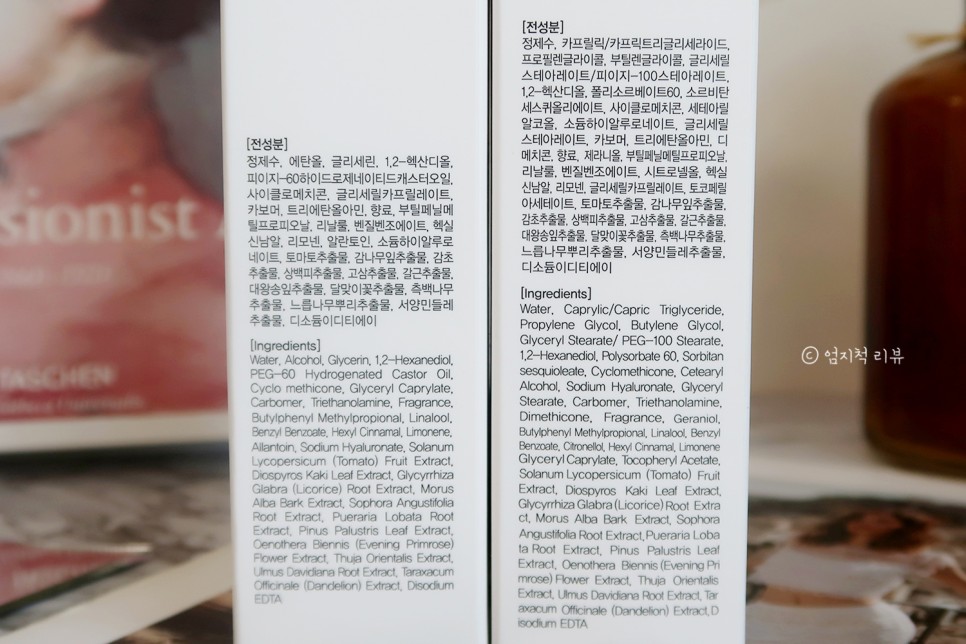 [전성분]
정제수, 에탄올, 글리세린, 1,2-헥산디올,
피이지-60하이드로제네이티드캐스터오일,
사이클로메치콘, 글리세릴카프릴레이트,
카보머, 트리에탄올아민, 향료, 부틸페닐메
틸프로피오날, 리날룰, 벤질벤조에이트, 헥실
신남알, 리모넨, 알란토인, 소듐하이알루로
네이트, 토마토추출물, 감나무잎추출물, 감초
추출물, 상백피추출물, 고삼추출물, 갈근추출물,
대왕송잎추출물, 달맞이꽃추출물, 측백나무
추출물, 느릅나무뿌리추출물, 서양민들레
추출물, 디소듐이디티에이
[Ingredients]
Water, Alcohol, Glycerin, 1,2-Hexanediol,
PEG-60 Hydrogenated Castor Oil,
Cyclo methicone, Glyceryl Caprylate,
Carbomer, Triethanolamine, Fragrance,
Butylphenyl Methylpropional, Linalool,
Benzyl Benzoate, Hexyl Cinnamal, Limonene,
Allantoin, Sodium Hyaluronate, Solanum
Lycopersicum (Tomato) Fruit Extract,
Diospyros Kaki Leaf Extract, Glycyrrhiza
Glabra (Licorice) Root Extract, Morus
Alba Bark Extract, Sophora Angustifolia
Root Extract, Pueraria Lobata Root
Extract, Pinus Palustris Leaf Extract,
Oenothera Biennis (Evening Primrose)
Flower Extract, Thuja Orientalis Extract,
Ulmus Davidiana Root Extract, Taraxacum
Officinale (Dandelion) Extract, Disodium
EDTA
[전성분]
정제수, 카프릴릭/카프릭트리글리세라이드,
프로필렌글라이콜, 부틸렌글라이콜, 글리세릴
스테아레이트/피이지-100스테아레이트,
1,2-헥산디올, 폴리소르베이트60, 소르비탄
세스퀴올리에이트, 사이클로메치콘, 세테아릴
알코올, 소듐하이알루로네이트, 글리세릴
스테아레이트, 카보머, 트리에탄올아민, 디
메치콘, 향료, 제라니올, 부틸페닐메틸프로피오날,
리날룰, 벤질벤조에이트, 시트로넬올, 헥실
신남알, 리모넨, 글리세릴카프릴레이트, 토코페릴
아세테이트, 토마토추출물, 감나무잎추출물,
감초추출물, 상백피추출물, 고삼추출물, 갈근추출물,
대왕송잎추출물, 달맞이꽃추출물, 측백나무추출물,
느릅나무뿌리추출물, 서양민들레추출물,
디소듐이디티에이
[Ingredients]
Water, Caprylic/Capric Triglyceride,
Propylene Glycol, Butylene Glycol,
Glyceryl Stearate/ PEG-100 Stearate,
1,2-Hexanediol, Polysorbate 60, Sorbitan
sesquioleate, Cyclomethicone, Cetearyl
Alcohol, Sodium Hyaluronate, Glyceryl
Stearate, Carbomer, Triethanolamine,
Dimethicone, Fragrance, Geraniol,
Butylphenyl Methylpropional, Linalool, Benzyl
Benzoate, Citronellol, Hexyl Cinnamal, Limonene
Glyceryl Caprylate, Tocopheryl Acetate,
Solanum Lycopersicum (Tomato) Fruit
Extract, Diospyros Kaki Leaf Extract,
Glycyrrhiza Glabra (Licorice) Root Extra
ct, Morus Alba Bark Extract, Sophora
Angustifolia Root Extract, Pueraria Loba
ta Root Extract, Pinus Palustris Leaf
Extract, Oenothera Biennis (Evening Pri
mrose) Flower Extract, Thuja Orientalis
Extract, Ulmus Davidiana Root Extract, Tar
axacum Officinale (Dandelion) Extract, D
isodium EDTA
sionist
TASCHEN
© 엄지척 리뷰